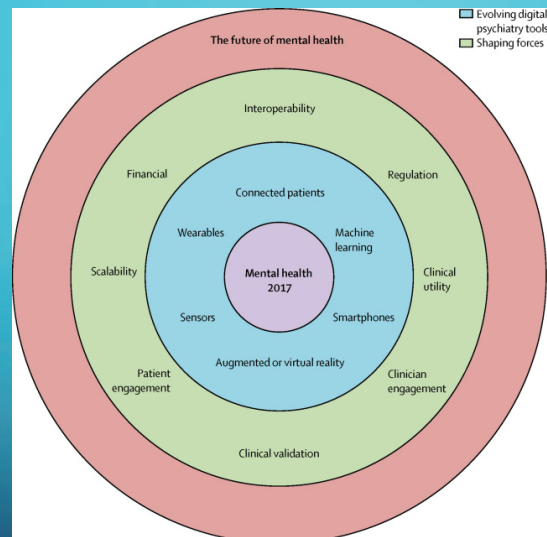 Evolving digital
psychiatry tools
Shaping forces
The future of mental health
Interoperability
Financial
Regulation
Connected patients
Wearables
Machine
learning
Scalability
Mental health
2017
Clinical
utility
Sensors
Smartphones
Augmented or virtual reality
Patient
engagement
Clinician
engagement
Clinical validation